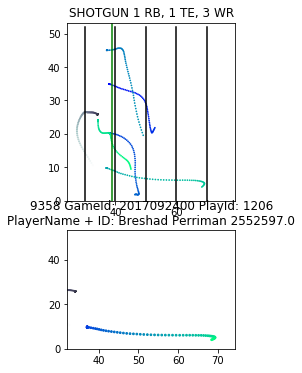 SHOTGUN 1 RB, 1 TE, 3 WR
50
40
30
20
10
0
40 60
9358 GameId: 2017092400 PlayId: 1206
PlayerName + ID: Breshad Perriman 2552597.0
40
20
0
40 50 60 70